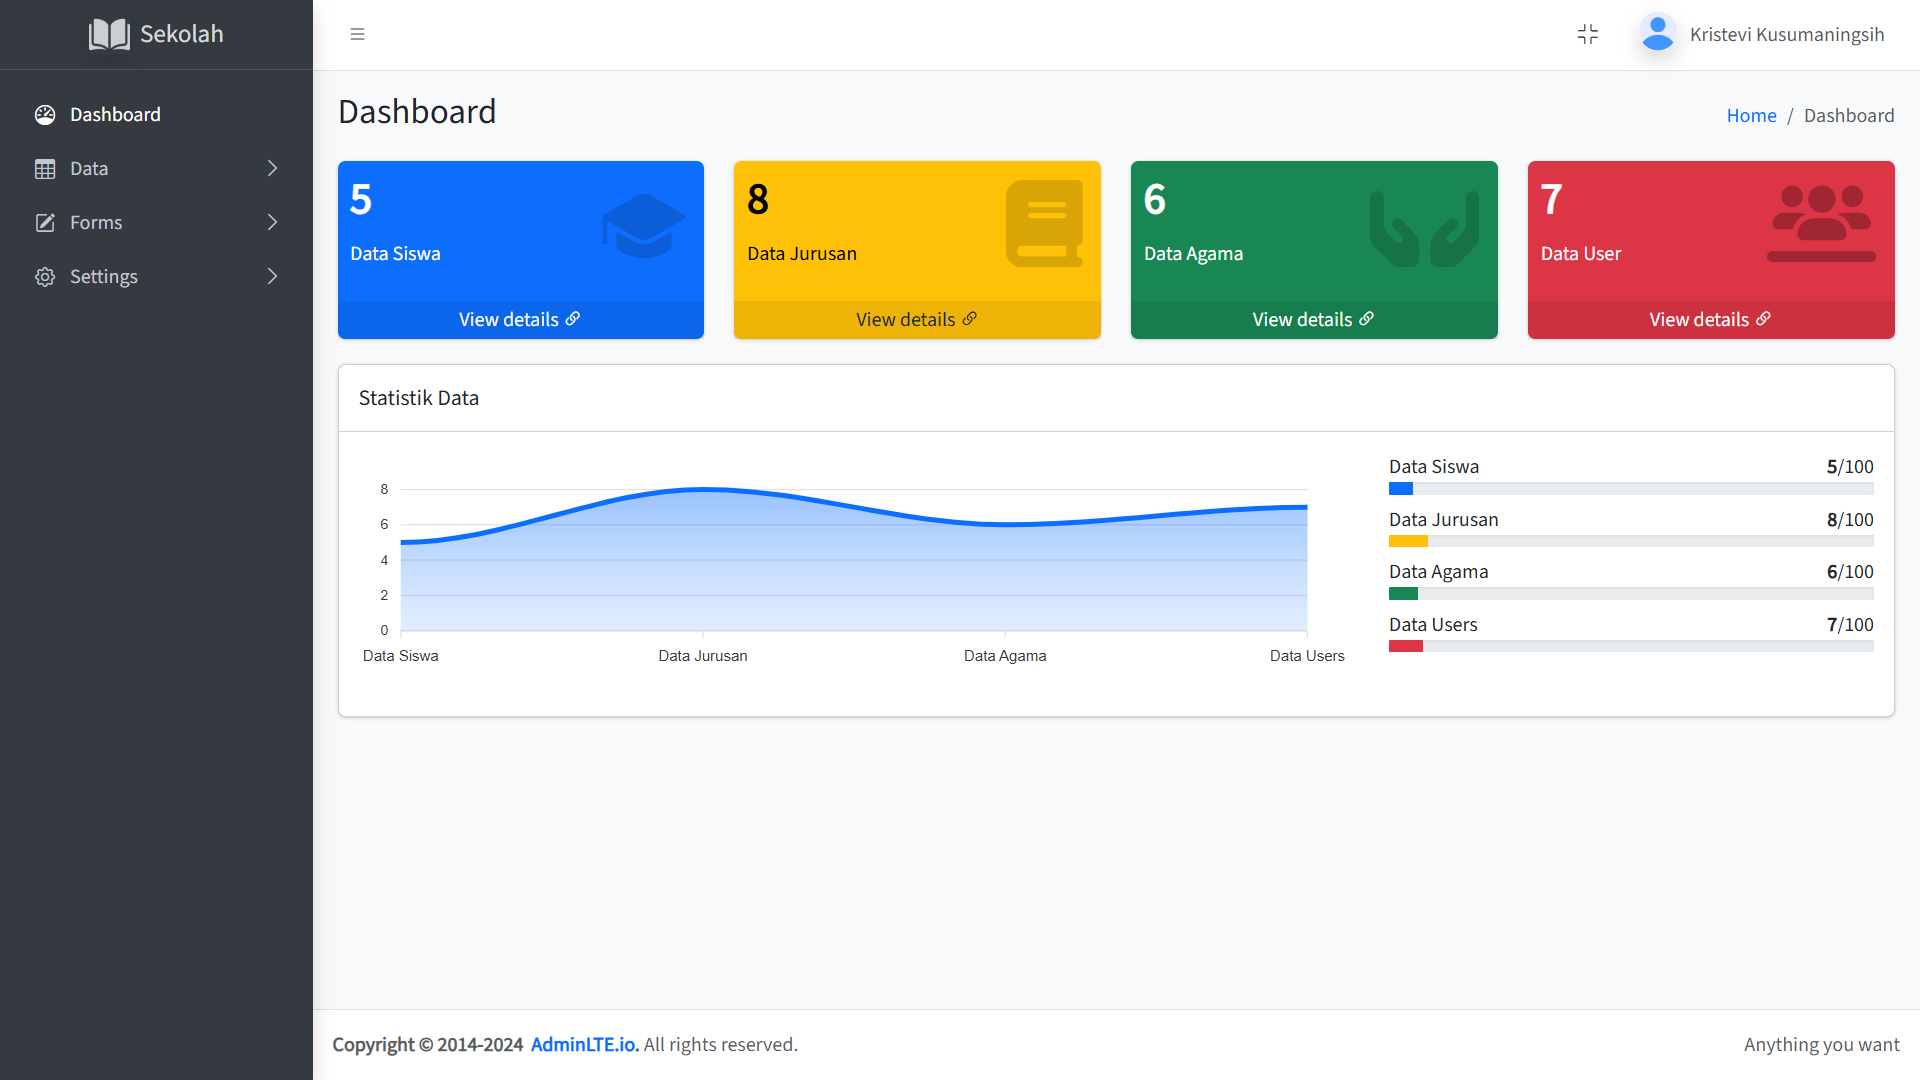 Sekolah
Kristevi Kusumaningsih
Dashboard
Data
Forms
Settings
Dashboard
Home / Dashboard
5
Data Siswa
View details
8
Data Jurusan
View details
6
Data Agama
View details
7
Data User
View details
Statistik Data
8
6
4
2
0
Data Siswa
Data Jurusan
Data Agama
Data Users
Data Siswa 5/100
Data Jurusan 8/100
Data Agama 6/100
Data Users 7/100
Copyright © 2014-2024 AdminLTE.io. All rights reserved.
Anything you want